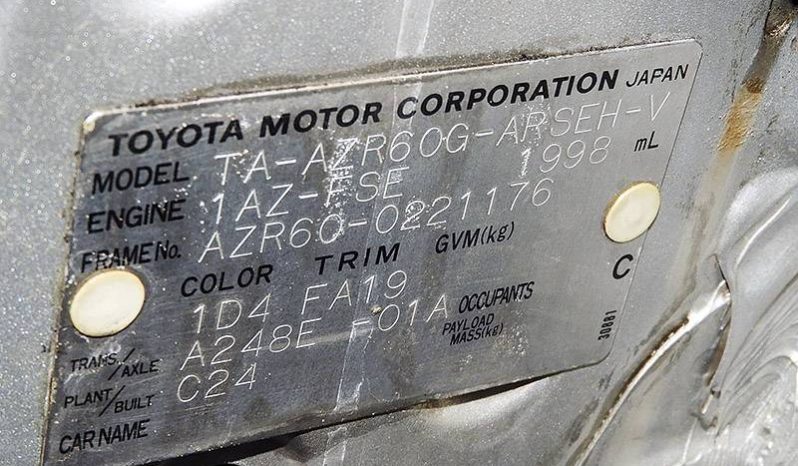 TOYOTA MOTOR CORPORATION JAPAN
MODEL TA-AZR60G-ARSEH-V
ENGINE 1AZ-FSE 1998 mL
FRAME No. AZR60-0221176
COLOR TRIM GVM(kg)
1D4 FA19 C
TRANS./AXLE A248E -01A OCCUPANTS
PAYLOAD MASS(kg)
PLANT/BUILT C24
CAR NAME
30881